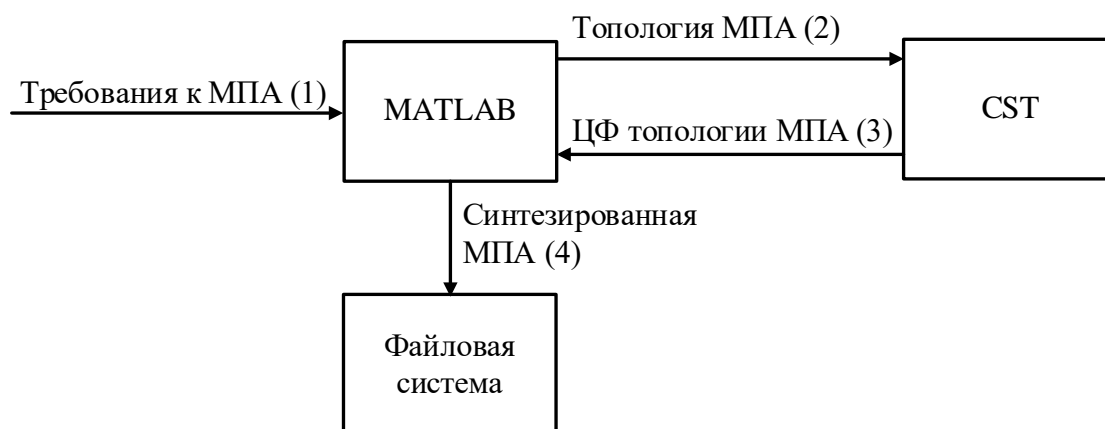 Топология МПА (2)
Требования к МПА (1)
MATLAB
CST
ЦФ топологии МПА (3)
Синтезированная
МПА (4)
Файловая
система